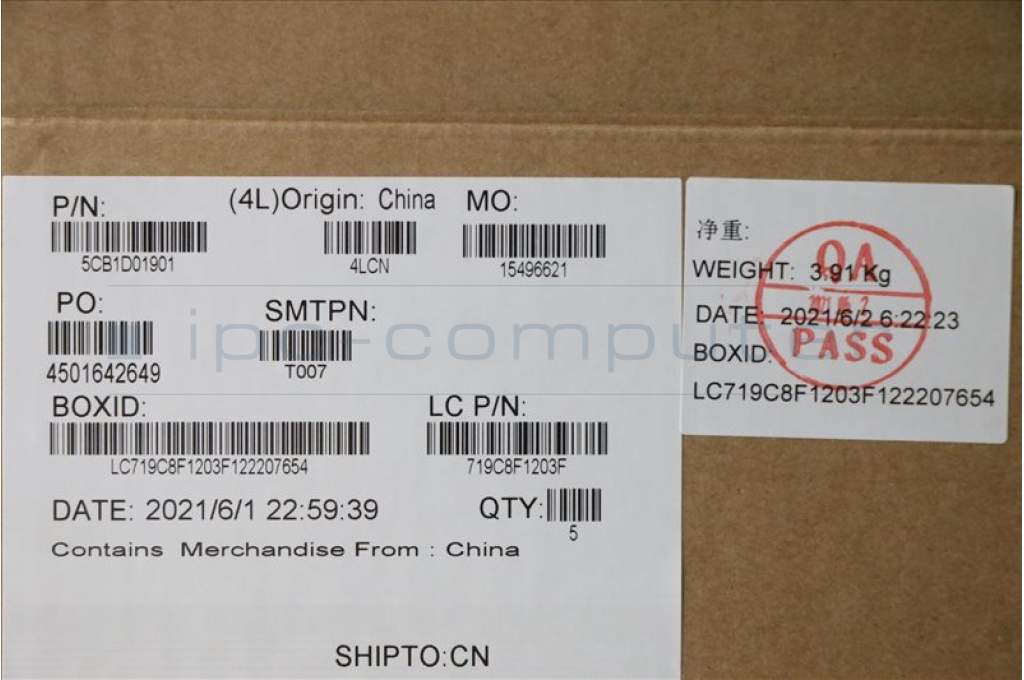 P/N:
5CB1D01901
(4L)Origin: China
4LCN
MO:
15496621
PO:
4501642649
SMTPN:
T007
BOXID:
LC719C8F1203F122207654
LC P/N:
719C8F1203F
DATE: 2021/6/1 22:59:39
QTY:
5
Contains Merchandise From : China
SHIPTO:CN
净重:
WEIGHT: 3.91 Kg
DATE: 2021/6/2 6:22:23
BOXID:
LC719C8F1203F122207654
QA
PASS
ipc-compute